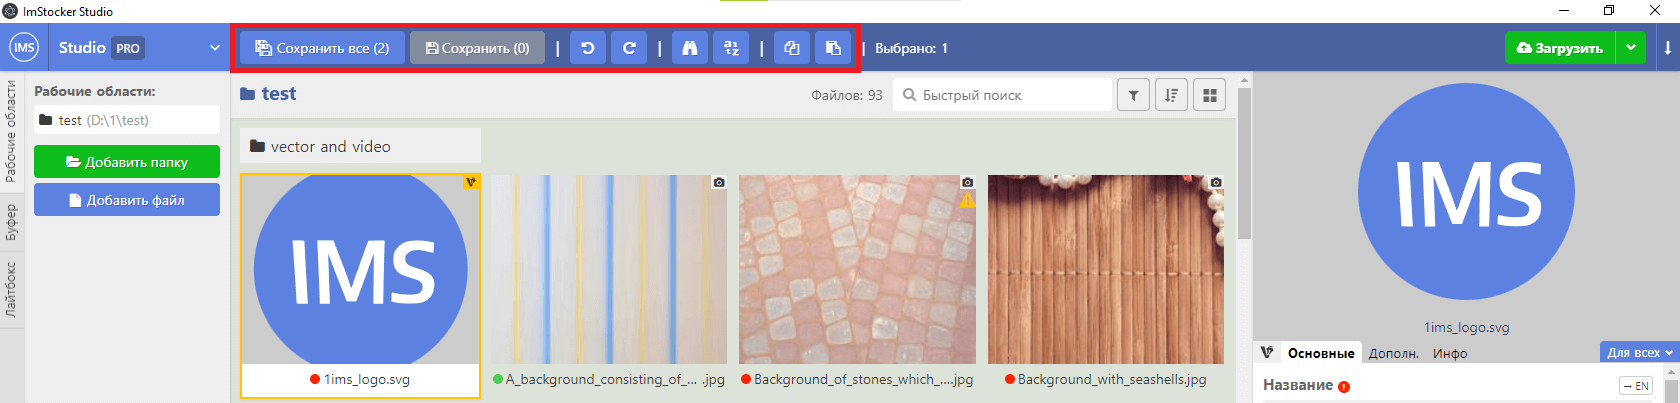 ImStocker Studio
IMS Studio PRO Сохранить все (2) Сохранить (0) | | | Выбрано: 1 Загрузить
Рабочие области
Буфер
Лайтбокс
Рабочие области:
test (D:\1\test)
Добавить папку
Добавить файл
test Файлов: 93 Быстрый поиск
vector and video
IMS
1ims_logo.svg
A_background_consisting_of_... .jpg
Background_of_stones_which_....jpg
Background_with_seashells.jpg
IMS
1ims_logo.svg
Основные Дополн. Инфо Для всех
Название → EN